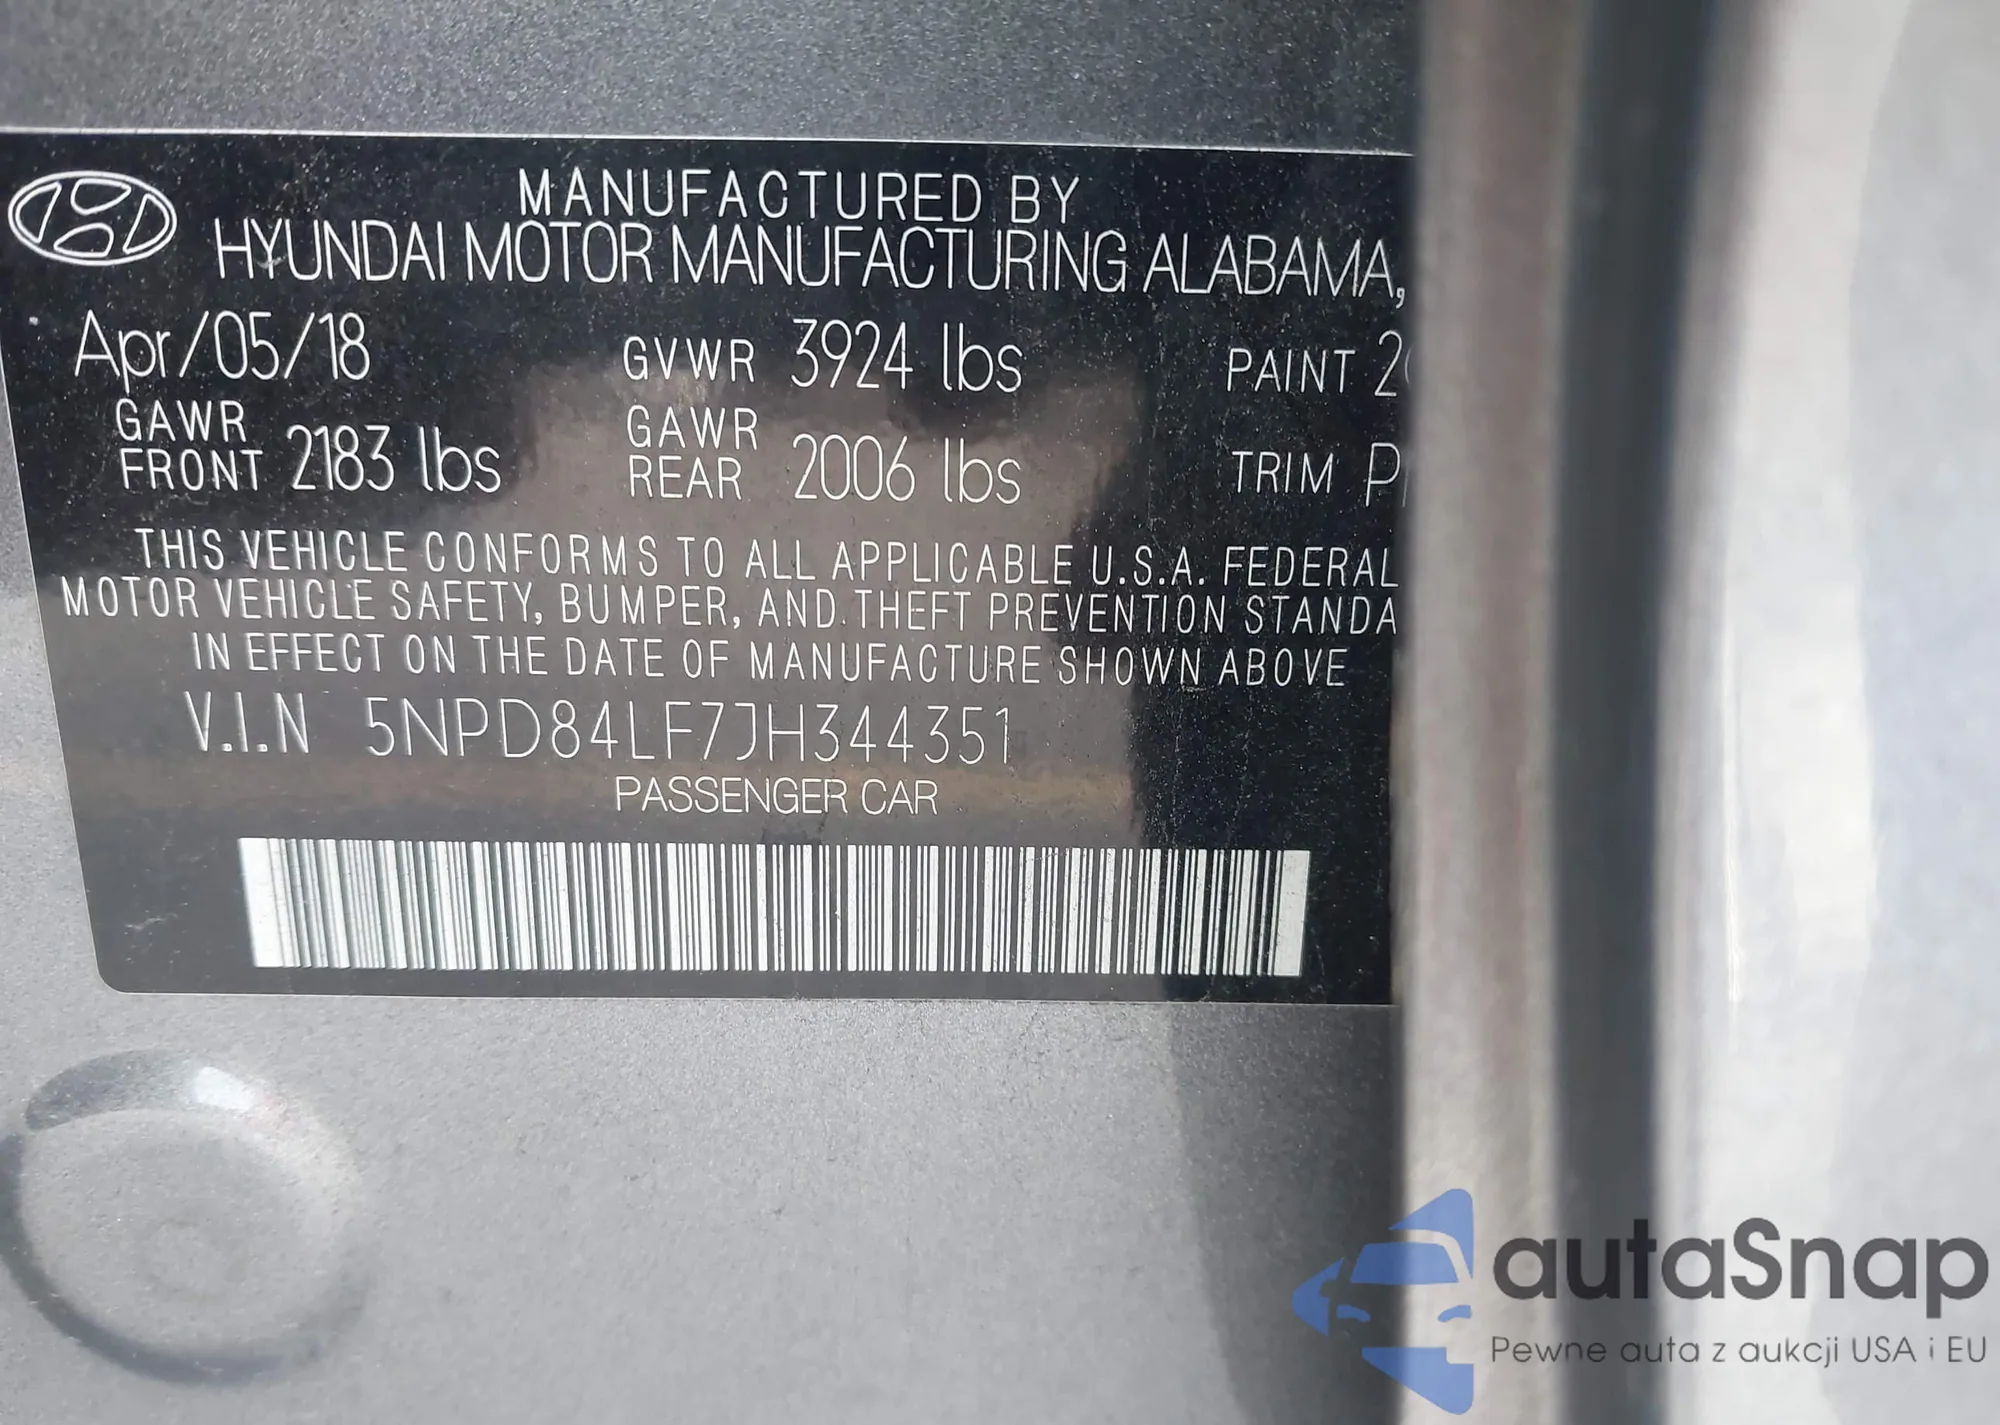 MANUFACTURED BY
HYUNDAI MOTOR MANUFACTURING ALABAMA,
Apr/05/18 GVWR 3924 lbs PAINT
GAWR FRONT 2183 lbs GAWR REAR 2006 lbs TRIM
THIS VEHICLE CONFORMS TO ALL APPLICABLE U.S.A. FEDERAL
MOTOR VEHICLE SAFETY, BUMPER, AND THEFT PREVENTION STANDA
IN EFFECT ON THE DATE OF MANUFACTURE SHOWN ABOVE
V.I.N 5NPD84LF7JH344351
PASSENGER CAR
autaSnap
Pewne auta z aukcji USA i EU